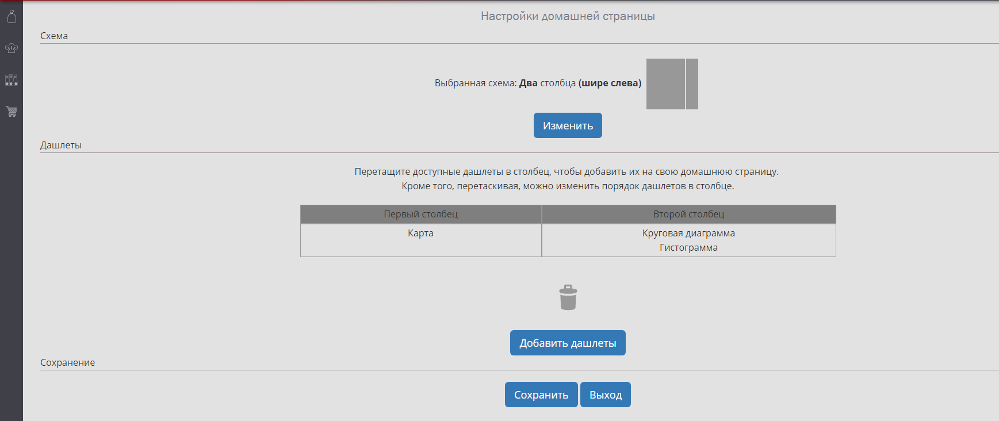 Настройки домашней страницы
Схема
Выбранная схема: Два столбца (шире слева)
Изменить
Дашлеты
Перетащите доступные дашлеты в столбец, чтобы добавить их на свою домашнюю страницу.
Кроме того, перетаскивая, можно изменить порядок дашлетов в столбце.
Первый столбец Второй столбец
Карта Круговая диаграмма
Гистограмма
Добавить дашлеты
Сохранение
Сохранить Выход